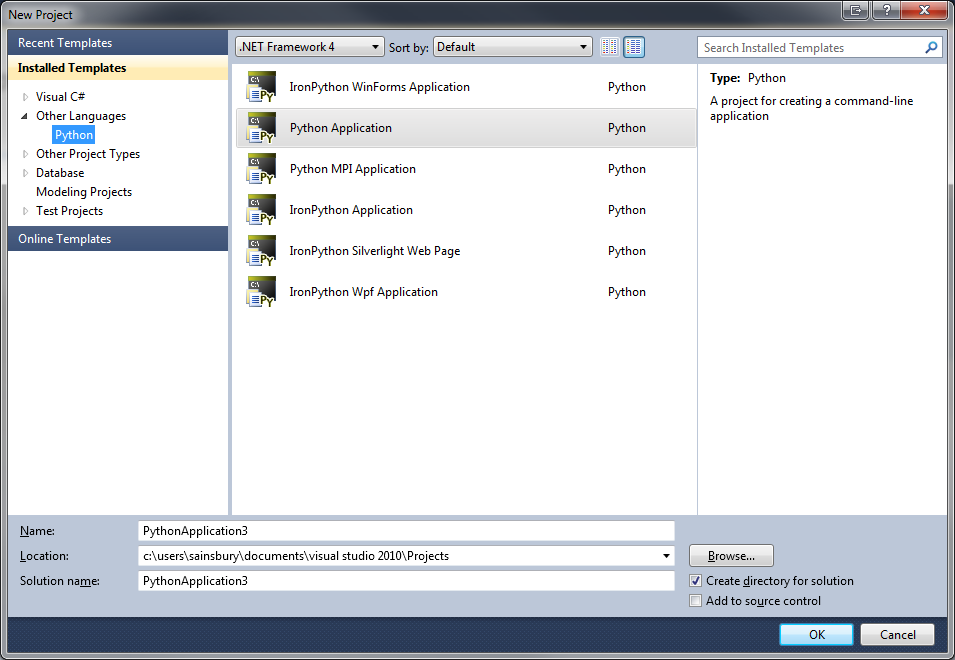 New Project
?
Recent Templates
Installed Templates
Visual C#
Other Languages
Python
Other Project Types
Database
Modeling Projects
Test Projects
Online Templates
.NET Framework 4 Sort by: Default
Search Installed Templates
IronPython WinForms Application Python
Python Application Python
Python MPI Application Python
IronPython Application Python
IronPython Silverlight Web Page Python
IronPython Wpf Application Python
Type: Python
A project for creating a command-line
application
Name: PythonApplication3
Location: c:\users\sainsbury\documents\visual studio 2010\Projects Browse...
Solution name: PythonApplication3
Create directory for solution
Add to source control
OK Cancel